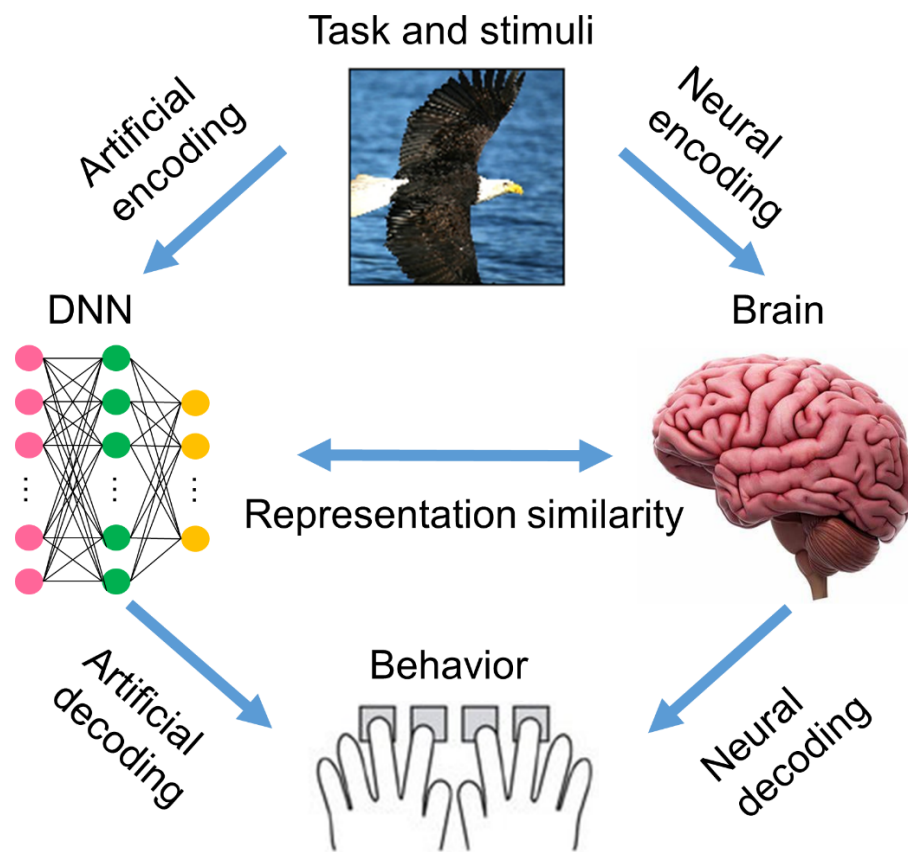 Task and stimuli
Artificial
encoding
Neural
encoding
DNN
Brain
⋮ ⋮ ⋮
Representation similarity
Artificial
decoding
Behavior
Neural
decoding